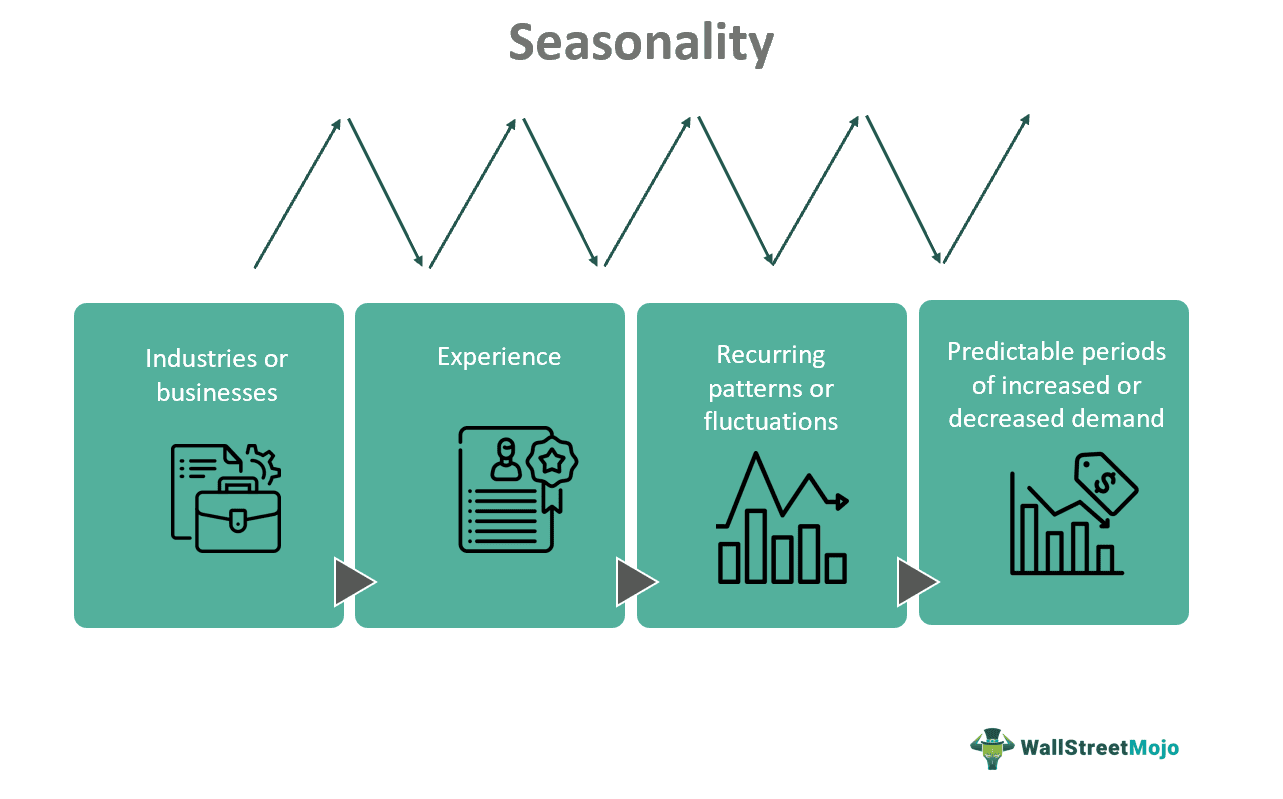 Seasonality
Industries or
businesses
Experience
Recurring
patterns or
fluctuations
Predictable periods
of increased or
decreased demand
$
WallStreetMojo